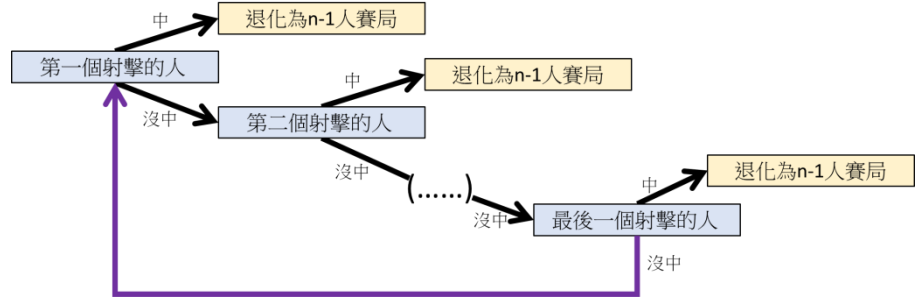 中
退化為n-1人賽局
第一個射擊的人
沒中
中
退化為n-1人賽局
第二個射擊的人
沒中
(......)
沒中
中
退化為n-1人賽局
最後一個射擊的人
沒中